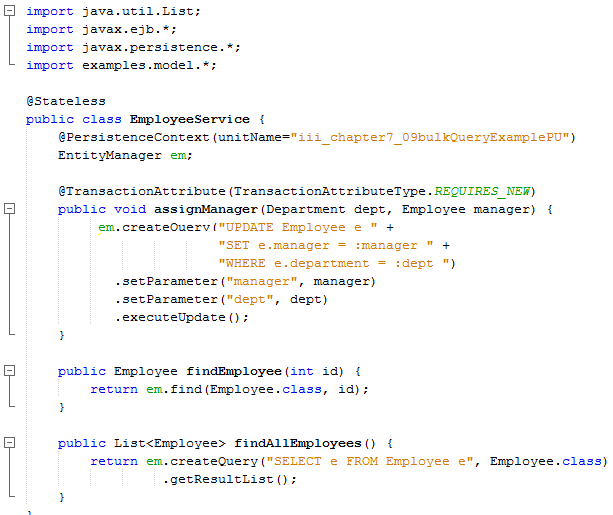 import java.util.List;
import javax.ejb.*;
import javax.persistence.*;
import examples.model.*;
@Stateless
public class EmployeeService {
@PersistenceContext(unitName="iii_chapter7_09bulkQueryExamplePU")
EntityManager em;
@TransactionAttribute(TransactionAttributeType.REQUIRES_NEW)
public void assignManager(Department dept, Employee manager) {
em.createQuery("UPDATE Employee e " +
"SET e.manager = :manager " +
"WHERE e.department = :dept ")
.setParameter("manager", manager)
.setParameter("dept", dept)
.executeUpdate();
}
public Employee findEmployee(int id) {
return em.find(Employee.class, id);
}
public List<Employee> findAllEmployees() {
return em.createQuery("SELECT e FROM Employee e", Employee.class)
.getResultList();
}
}